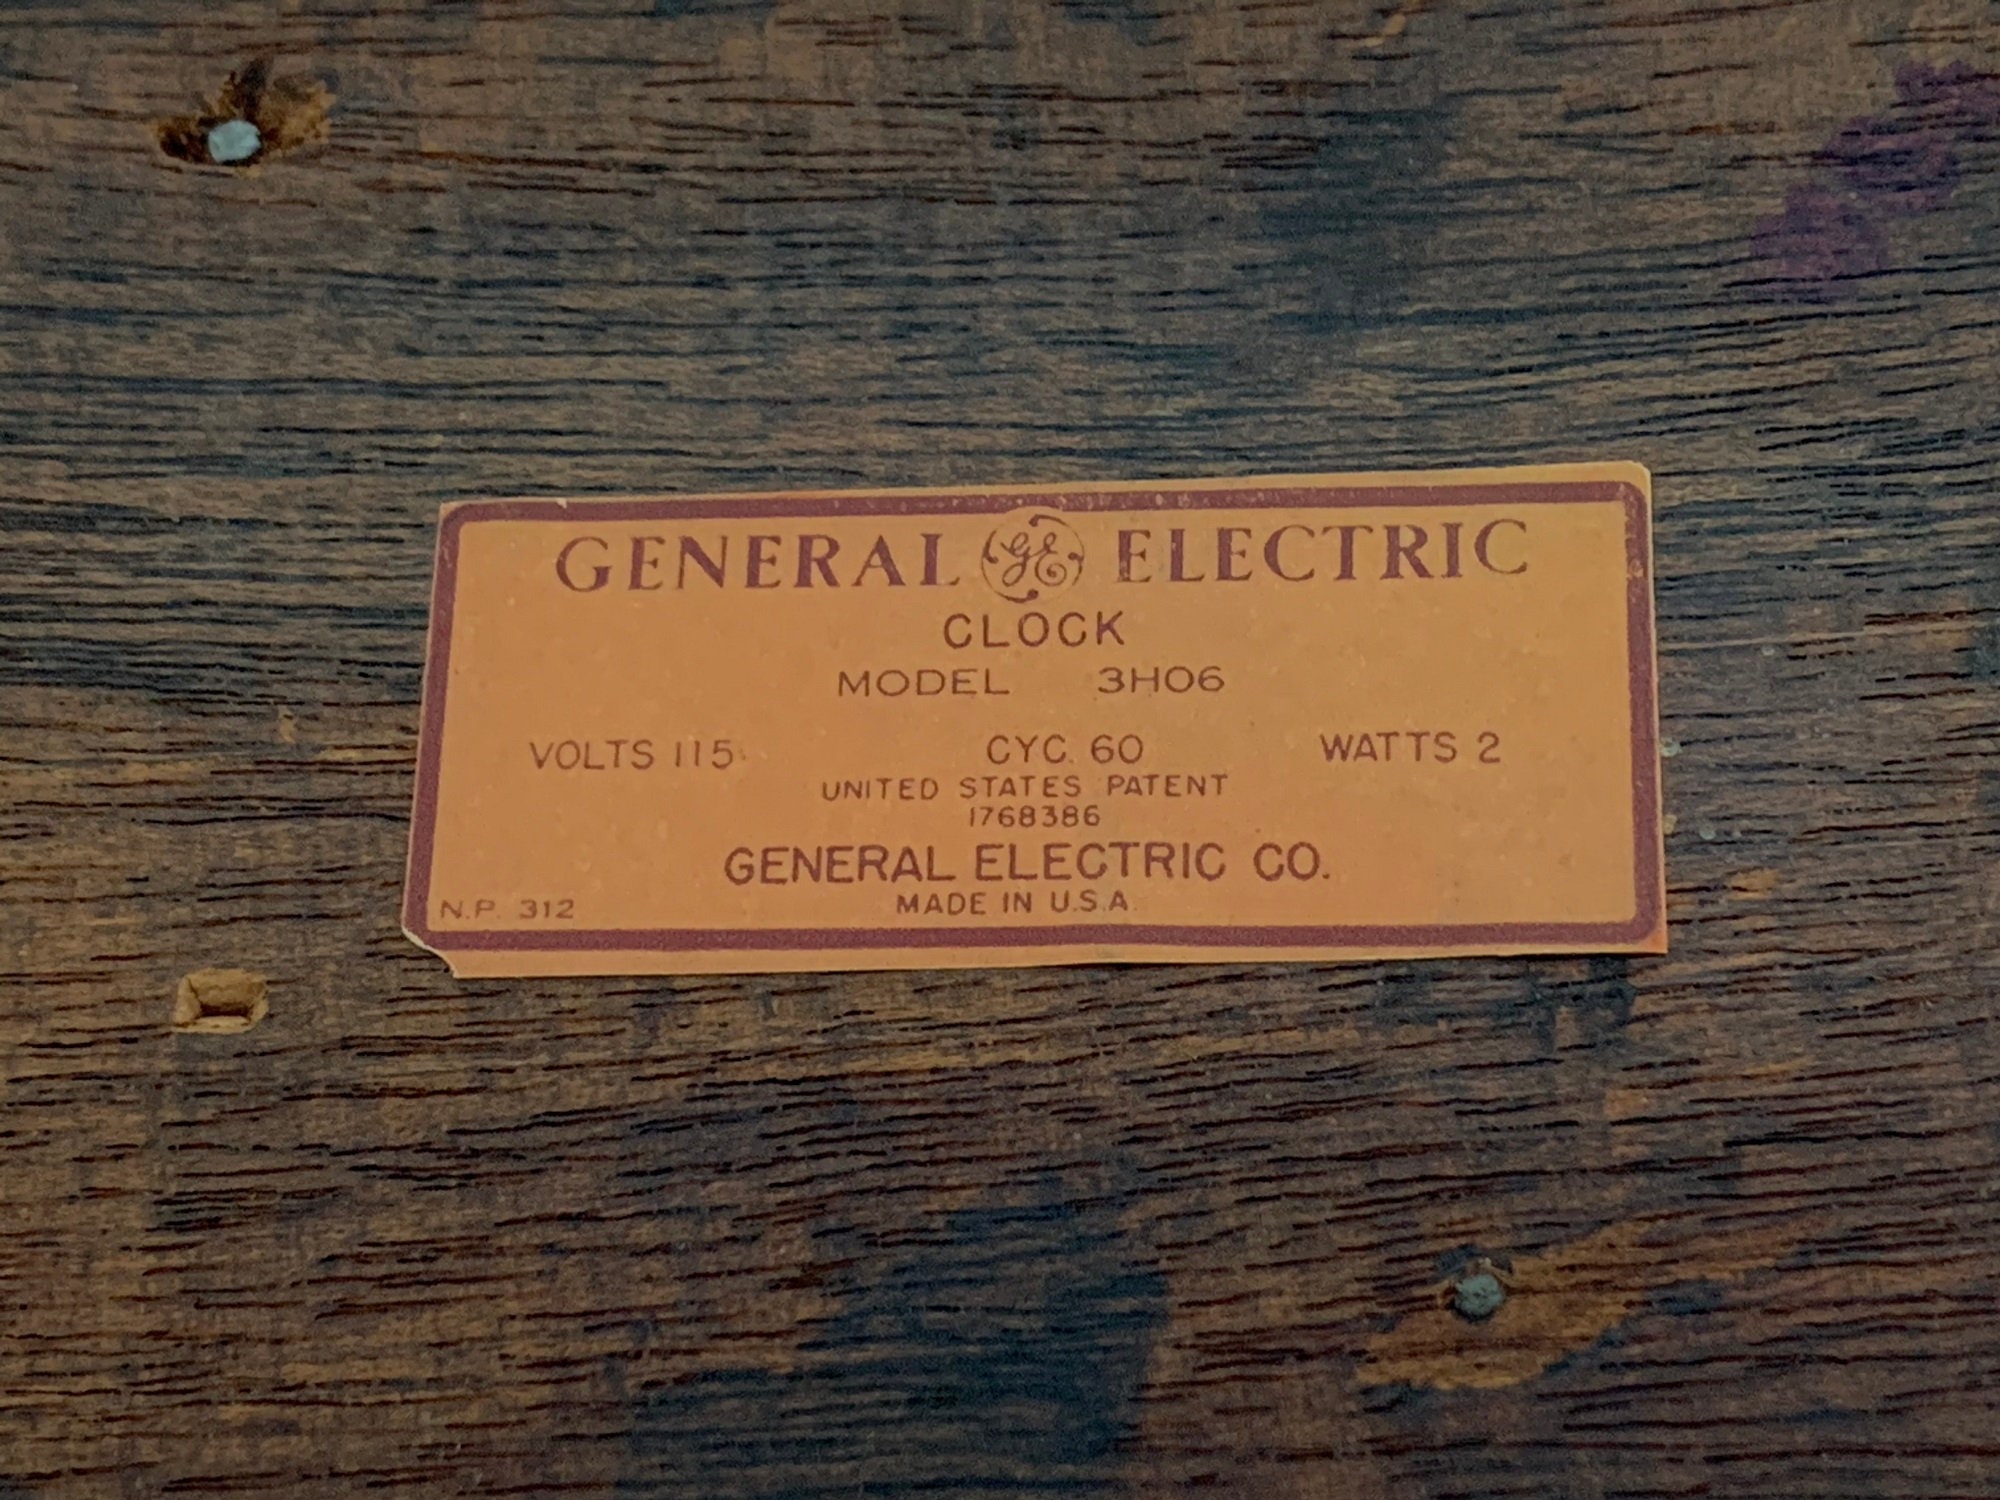 GENERAL GE ELECTRIC
CLOCK
MODEL 3H06
VOLTS 115 CYC. 60 WATTS 2
UNITED STATES PATENT
1768386
GENERAL ELECTRIC CO.
N.P. 312 MADE IN U.S.A.